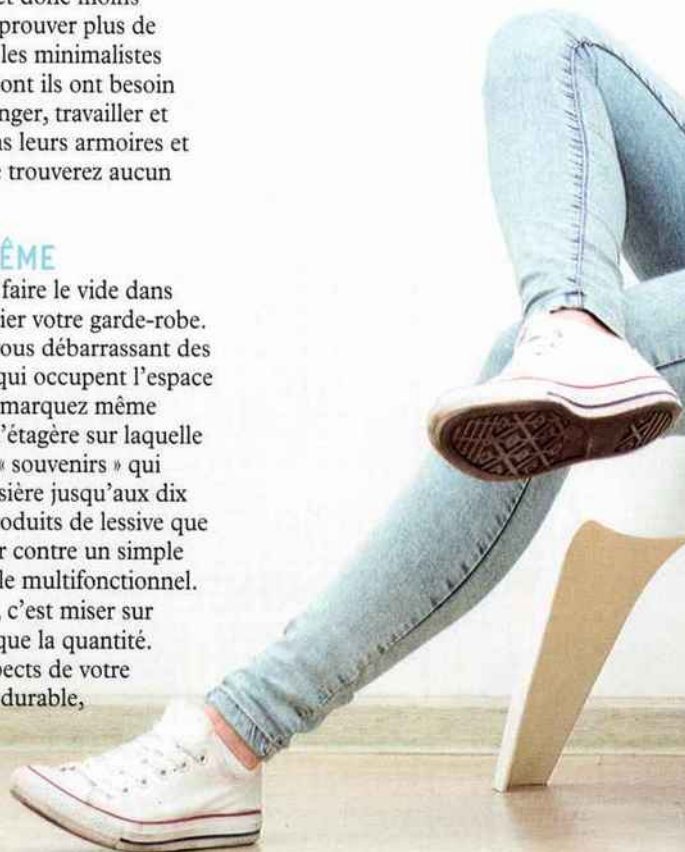 et donc moins
prouver plus de
les minimalistes
ont ils ont besoin
nger, travailler et
s leurs armoires et
trouverez aucun
ÊME
faire le vide dans
ier votre garde-robe.
ous débarrassant des
qui occupent l'espace
marquez même
'étagère sur laquelle
« souvenirs » qui
sière jusqu'aux dix
oduits de lessive que
r contre un simple
le multifonctionnel.
, c'est miser sur
que la quantité.
pects de votre
durable,